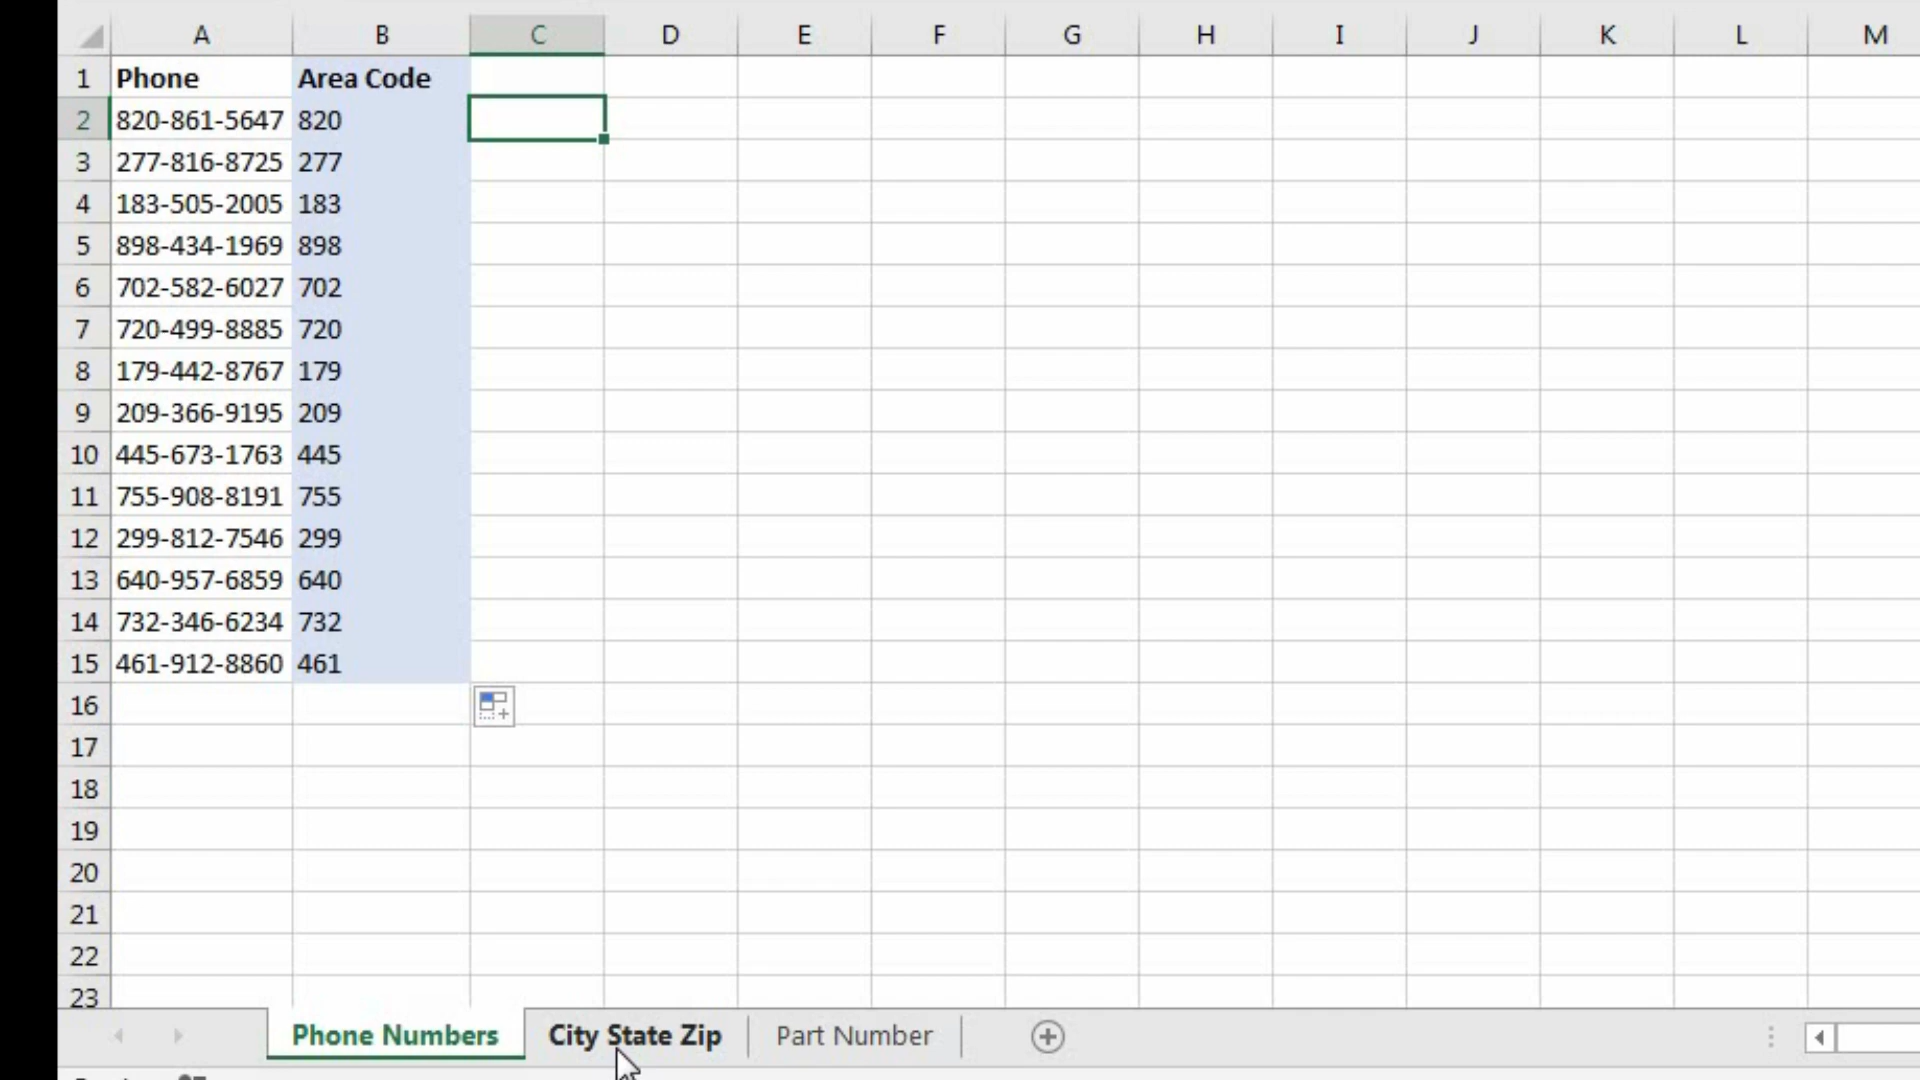 A B C D E F G H I J K L M
1 Phone Area Code
2 820-861-5647 820
3 277-816-8725 277
4 183-505-2005 183
5 898-434-1969 898
6 702-582-6027 702
7 720-499-8885 720
8 179-442-8767 179
9 209-366-9195 209
10 445-673-1763 445
11 755-908-8191 755
12 299-812-7546 299
13 640-957-6859 640
14 732-346-6234 732
15 461-912-8860 461
16
17
18
19
20
21
22
23
Phone Numbers City State Zip Part Number